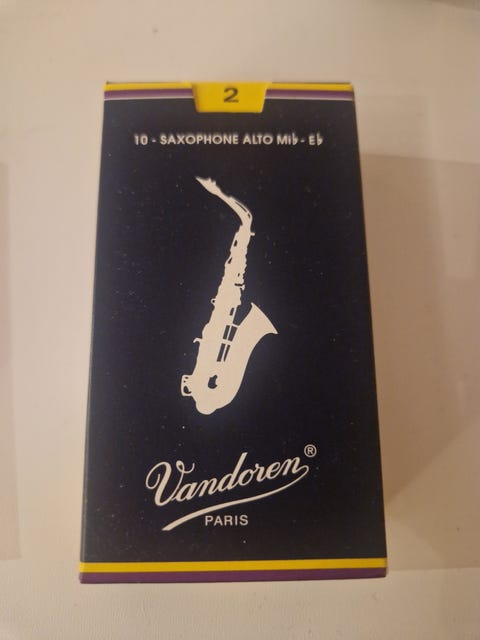 2
10 - SAXOPHONE ALTO Mi♭ - E♭
Vandoren®
PARIS